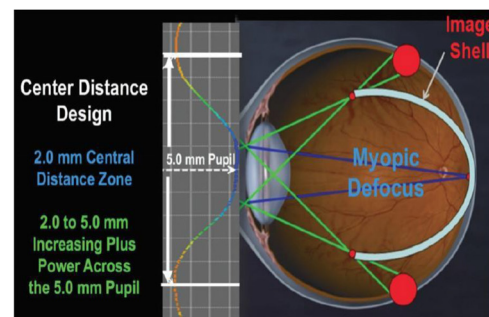 Center Distance
Design
2.0 mm Central
Distance Zone
2.0 to 5.0 mm
Increasing Plus
Power Across
the 5.0 mm Pupil
5.0 mm Pupil
Image
Shell
Myopic
Defocus